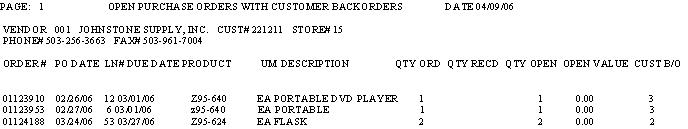 PAGE: 1 OPEN PURCHASE ORDERS WITH CUSTOMER BACKORDERS DATE 04/09/06
VENDOR 001 JOHNSTONE SUPPLY, INC. CUST# 221211 STORE# 15
PHONE# 503-256-3663 FAX# 503-961-7004
ORDER# PO DATE LN# DUE DATE PRODUCT UM DESCRIPTION QTY ORD QTY RECD QTY OPEN OPEN VALUE CUST B/O
01123910 02/26/06 12 03/01/06 Z95-640 EA PORTABLE DVD PLAYER 1 1 0.00 3
01123953 02/27/06 6 03/01/06 z95-640 EA PORTABLE 1 1 0.00 3
01124188 03/24/06 53 03/27/06 Z95-624 EA FLASK 2 2 0.00 2